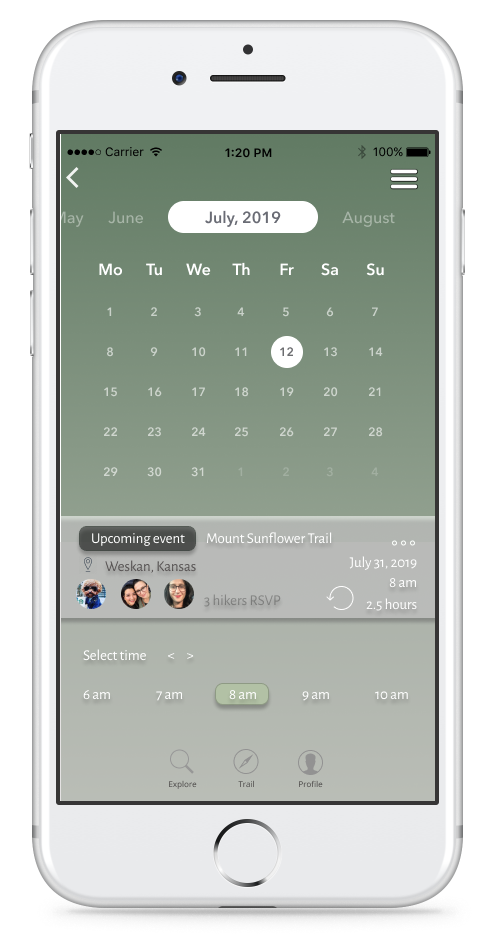 ●●●●○ Carrier 1:20 PM 100%
May June July, 2019 August
Mo Tu We Th Fr Sa Su
1 2 3 4 5 6 7
8 9 10 11 12 13 14
15 16 17 18 19 20 21
22 23 24 25 26 27 28
29 30 31 1 2 3 4
Upcoming event Mount Sunflower Trail
Weskan, Kansas July 31, 2019
8 am
3 hikers RSVP 2.5 hours
Select time < >
6 am 7 am 8 am 9 am 10 am
Explore Trail Profile